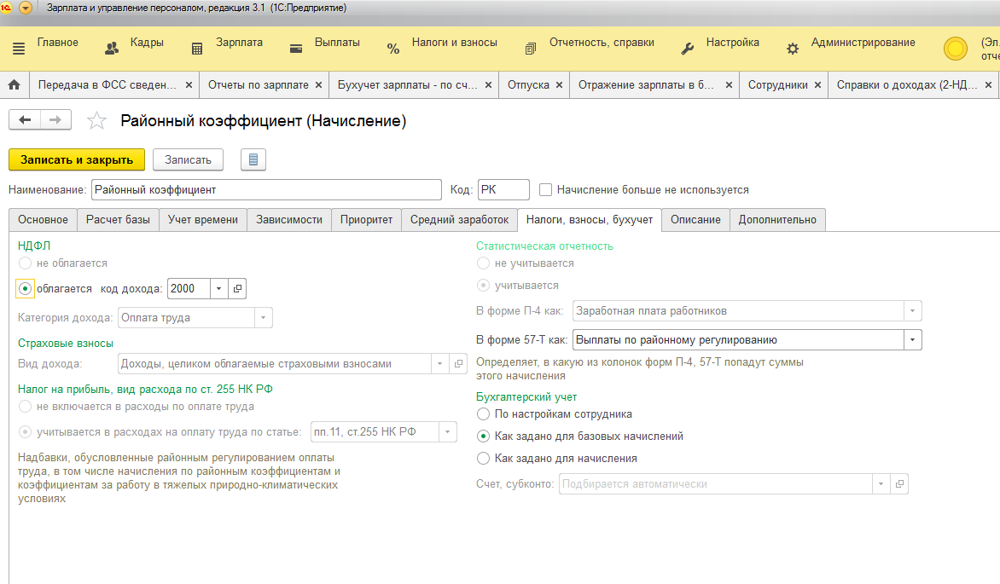 1С Зарплата и управление персоналом, редакция 3.1 (1С:Предприятие)
Главное Кадры Зарплата Выплаты % Налоги и взносы Отчетность, справки Настройка Администрирование (Эл.
отче
Передача в ФСС сведен... × Отчеты по зарплате × Бухучет зарплаты - по сч... × Отпуска × Отражение зарплаты в б... × Сотрудники × Справки о доходах (2-НД... ×
Районный коэффициент (Начисление)
Записать и закрыть Записать
Наименование: Районный коэффициент Код: РК Начисление больше не используется
Основное Расчет базы Учет времени Зависимости Приоритет Средний заработок Налоги, взносы, бухучет Описание Дополнительно
НДФЛ
не облагается
облагается код дохода: 2000
Категория дохода: Оплата труда
Страховые взносы
Вид дохода: Доходы, целиком облагаемые страховыми взносами
Налог на прибыль, вид расхода по ст. 255 НК РФ
не включается в расходы по оплате труда
учитывается в расходах на оплату труда по статье: пп.11, ст.255 НК РФ
Надбавки, обусловленные районным регулированием оплаты
труда, в том числе начисления по районным коэффициентам и
коэффициентам за работу в тяжелых природно-климатических
условиях
Статистическая отчетность
не учитывается
учитывается
В форме П-4 как: Заработная плата работников
В форме 57-Т как: Выплаты по районному регулированию
Определяет, в какую из колонок форм П-4, 57-Т попадут суммы
этого начисления
Бухгалтерский учет
По настройкам сотрудника
Как задано для базовых начислений
Как задано для начисления
Счет, субконто: Подбирается автоматически